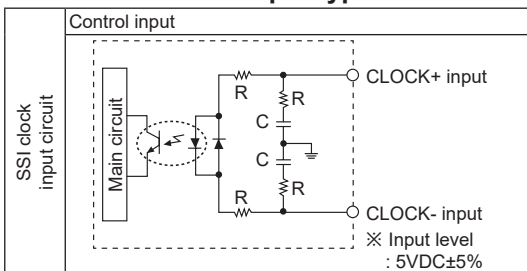 Control input
SSI clock
input circuit
Main circuit
R
R
C
C
R
R
CLOCK+ input
CLOCK- input
※ Input level
: 5VDC±5%